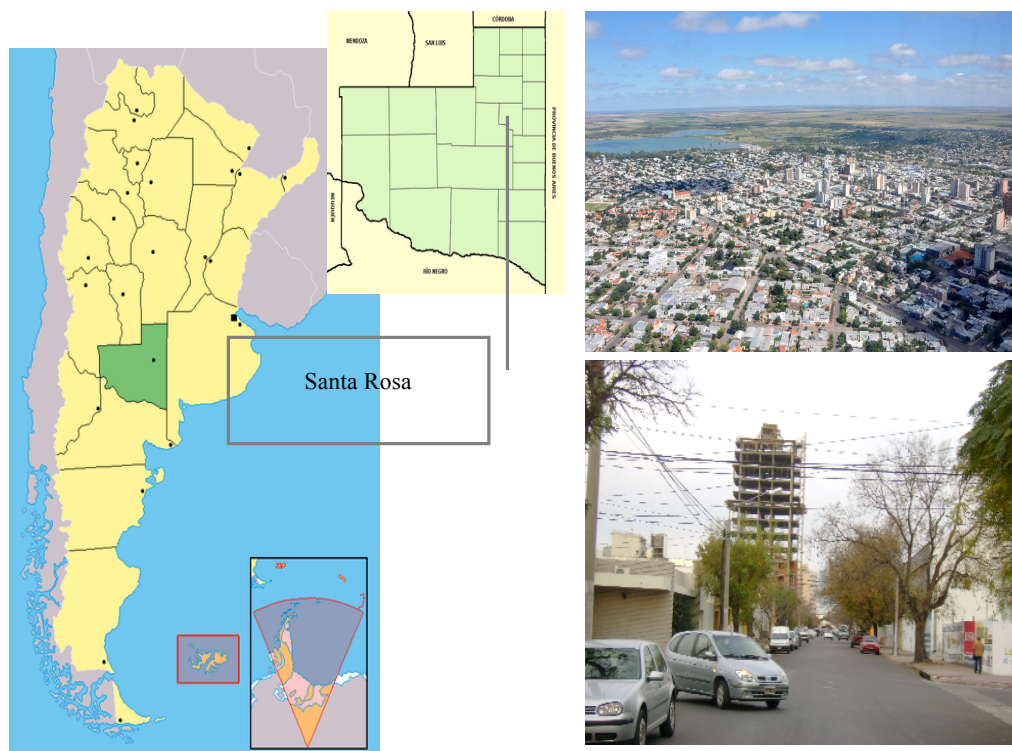 CÓRDOBA
MENDOZA
SAN LUIS
PROVINCIA DE BUENOS AIRES
NEUQUÉN
RÍO NEGRO
Santa Rosa